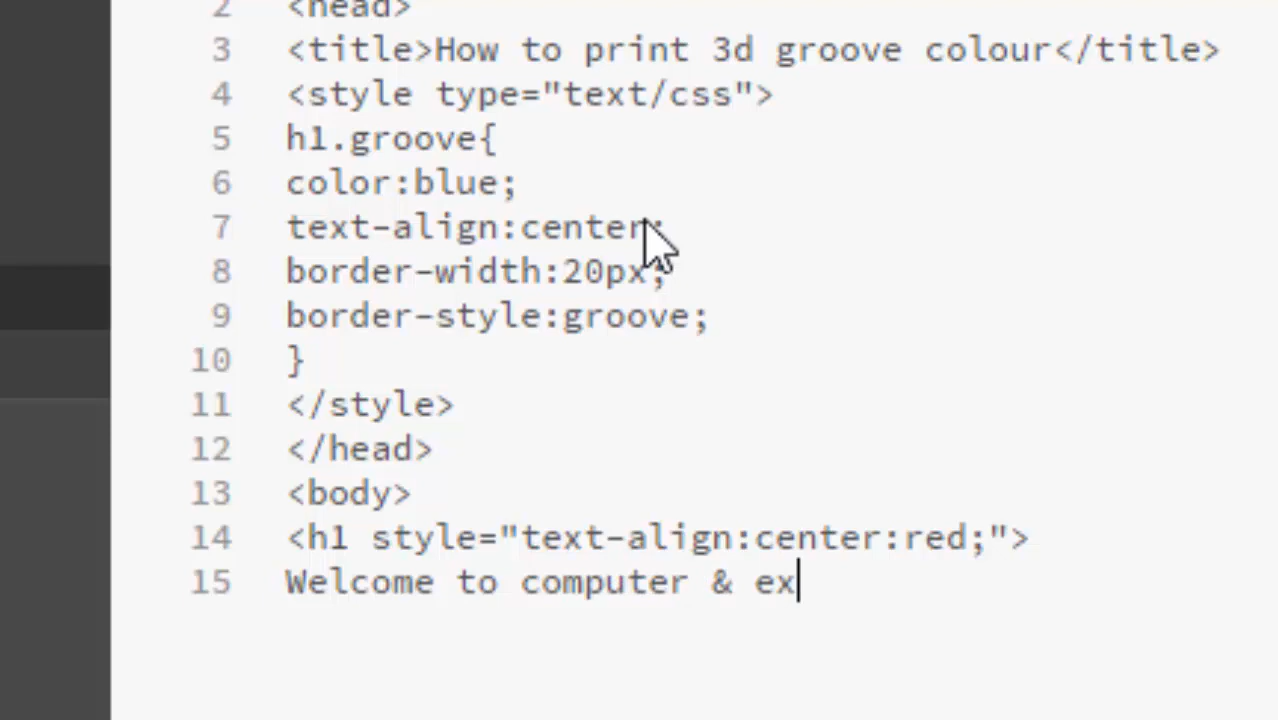 2 <head>
3 <title>How to print 3d groove colour</title>
4 <style type="text/css">
5 h1.groove{
6 color:blue;
7 text-align:center;
8 border-width:20px;
9 border-style:groove;
10 }
11 </style>
12 </head>
13 <body>
14 <h1 style="text-align:center:red;">
15 Welcome to computer & ex